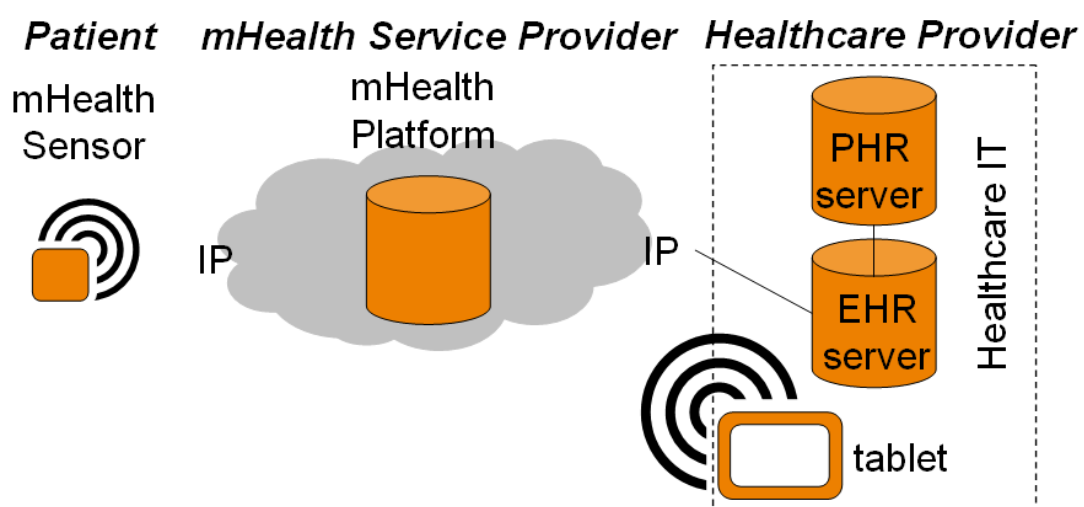 Patient
mHealth Service Provider
Healthcare Provider
mHealth
Sensor
mHealth
Platform
IP
IP
PHR
server
EHR
server
Healthcare IT
tablet